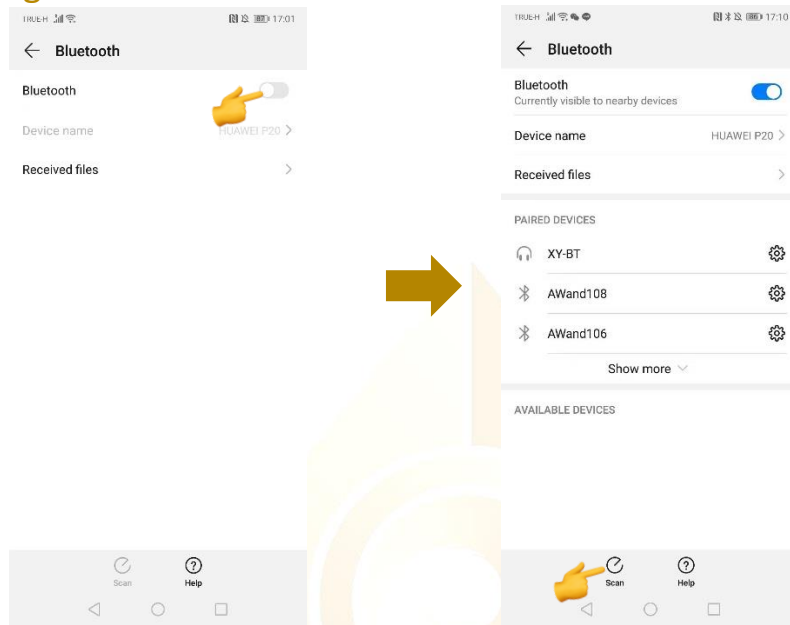 TRUE-H 17:01
Bluetooth
Bluetooth
Device name HUAWEI P20
Received files
Scan Help
TRUE-H 17:10
Bluetooth
Bluetooth
Currently visible to nearby devices
Device name HUAWEI P20
Received files
PAIRED DEVICES
XY-BT
AWand108
AWand106
Show more
AVAILABLE DEVICES
Scan Help